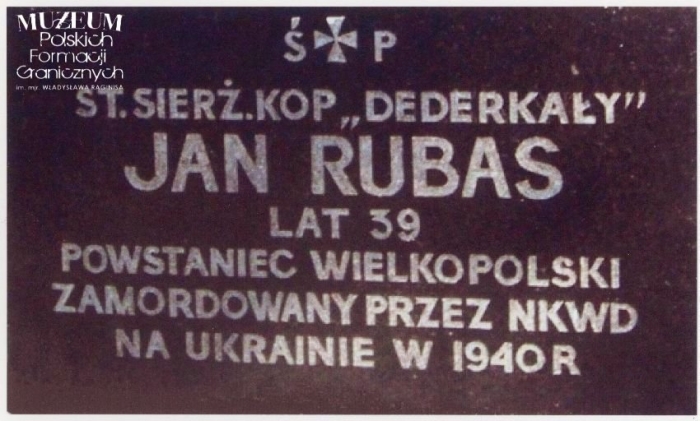 MUZEUM
Polskich
Formacji
Granicznych
im. mjr. WŁADYSŁAWA RAGINISA
Ś P
ST. SIERŻ. KOP „DEDERKAŁY”
JAN RUBAS
LAT 39
POWSTANIEC WIELKOPOLSKI
ZAMORDOWANY PRZEZ NKWD
NA UKRAINIE W 1940 R